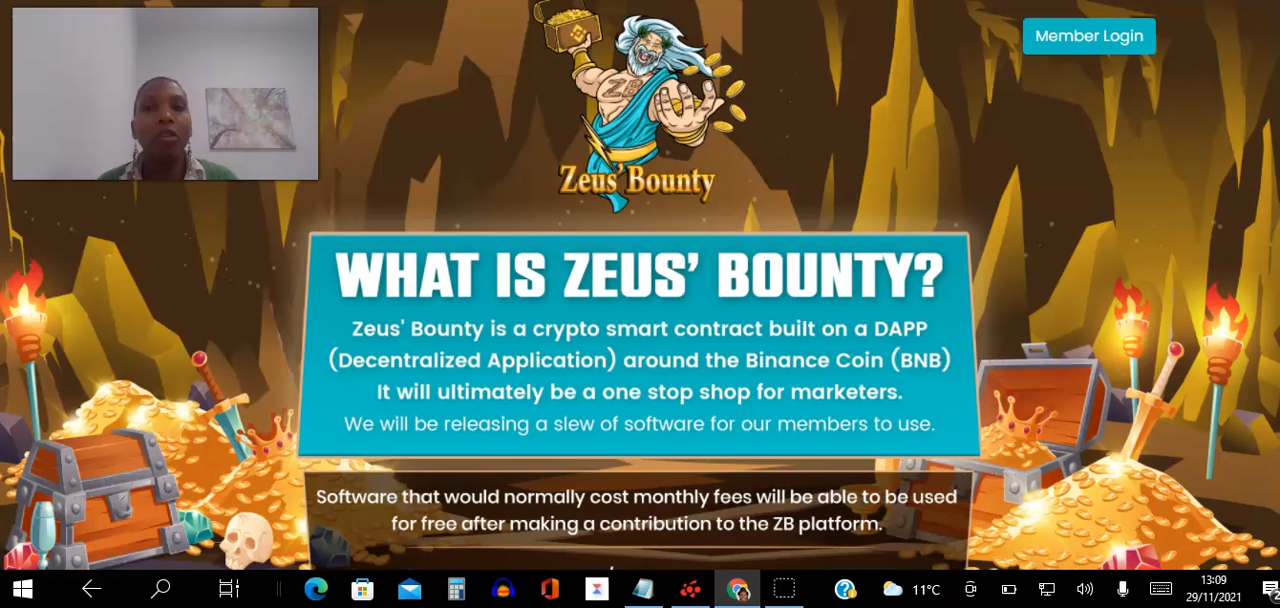 Member Login
ZB
Zeus' Bounty
WHAT IS ZEUS' BOUNTY?
Zeus' Bounty is a crypto smart contract built on a DAPP
(Decentralized Application) around the Binance Coin (BNB)
It will ultimately be a one stop shop for marketers.
We will be releasing a slew of software for our members to use.
Software that would normally cost monthly fees will be able to be used
for free after making a contribution to the ZB platform.
11°C
13:09
29/11/2021